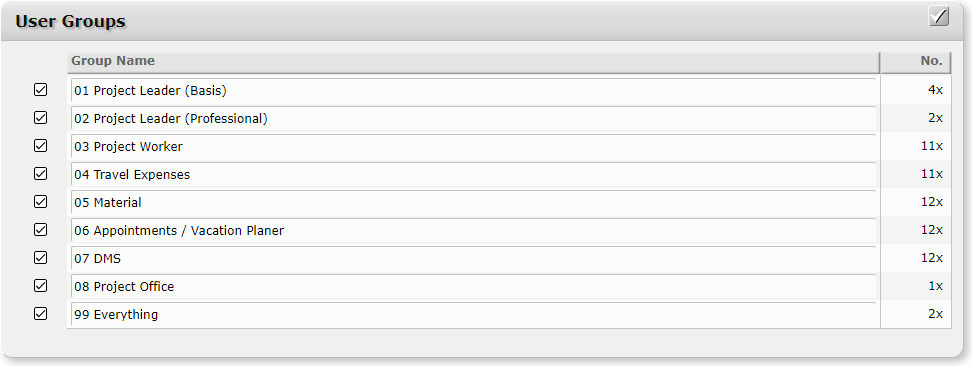 User Groups
Group Name No.
01 Project Leader (Basis) 4x
02 Project Leader (Professional) 2x
03 Project Worker 11x
04 Travel Expenses 11x
05 Material 12x
06 Appointments / Vacation Planer 12x
07 DMS 12x
08 Project Office 1x
99 Everything 2x